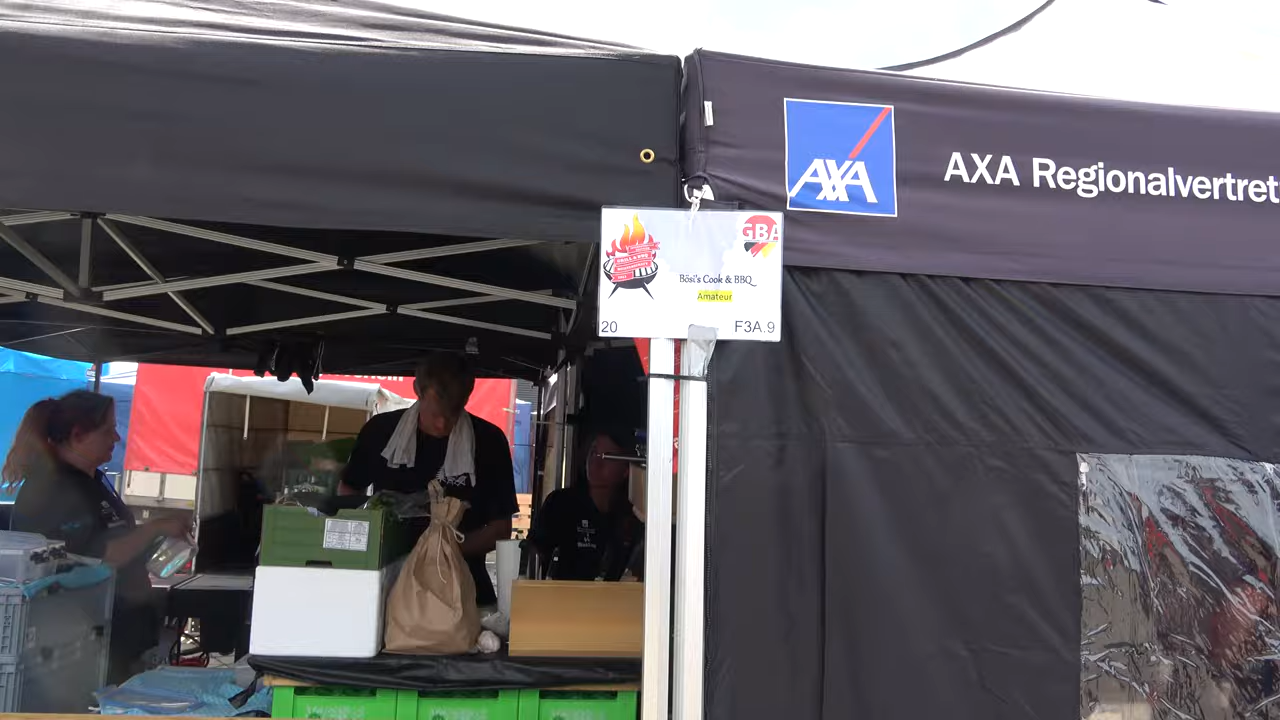 AXA
AXA Regionalvertret
GBA
Bösi's Cook & BBQ
Amateur
20
F3A.9